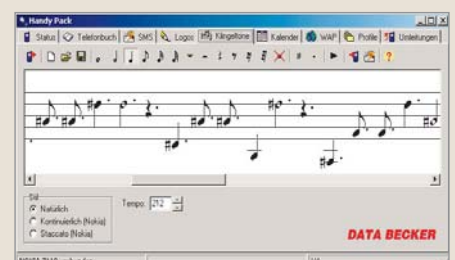 Handy Pack
Status Telefonbuch SMS Logos Klingeltöne Kalender WAP Profile Umleitungen
Stil
Natürlich
Kontinuierlich (Nokia)
Staccato (Nokia)
Tempo: 212
DATA BECKER